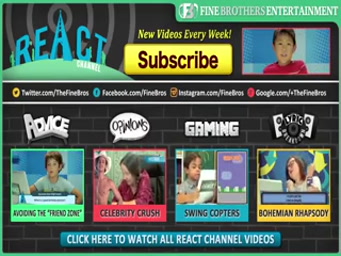 FB FINE BROTHERS ENTERTAINMENT
REACT
CHANNEL
New Videos Every Week!
Subscribe
Twitter.com/TheFineBros
Facebook.com/FineBros
Instagram.com/FineBros
Google.com/+TheFineBros
ADVICE
OPINIONS
GAMING
LYRIC
AVOIDING THE "FRIEND ZONE"
CELEBRITY CRUSH
SWING COPTERS
BOHEMIAN RHAPSODY
CLICK HERE TO WATCH ALL REACT CHANNEL VIDEOS